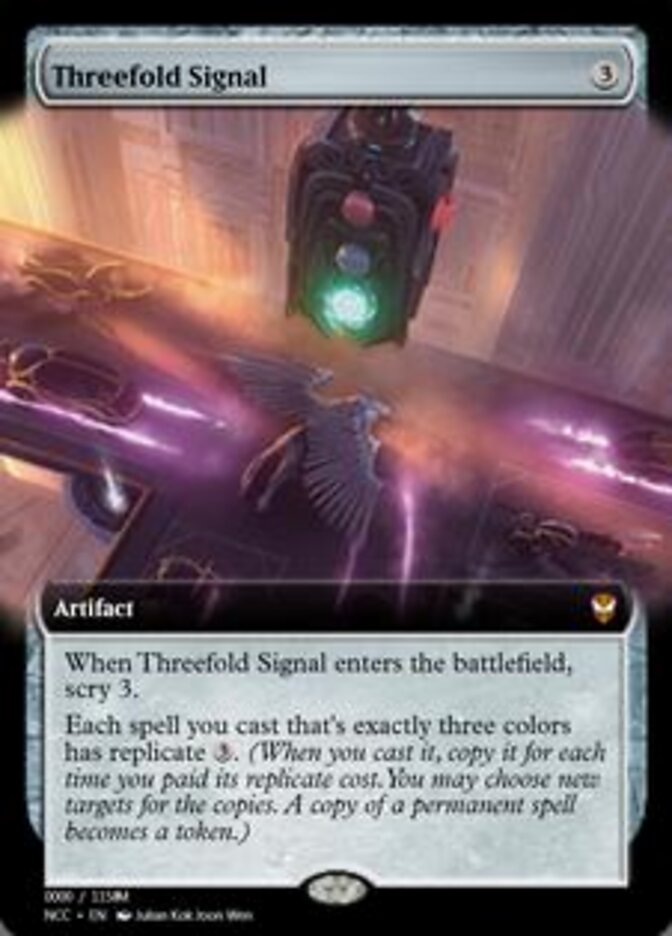 Threefold Signal 3
Artifact
When Threefold Signal enters the battlefield,
scry 3.
Each spell you cast that's exactly three colors
has replicate 3. (When you cast it, copy it for each
time you paid its replicate cost. You may choose new
targets for the copies. A copy of a permanent spell
becomes a token.)
NCC • EN Julian Kok Joon Wen